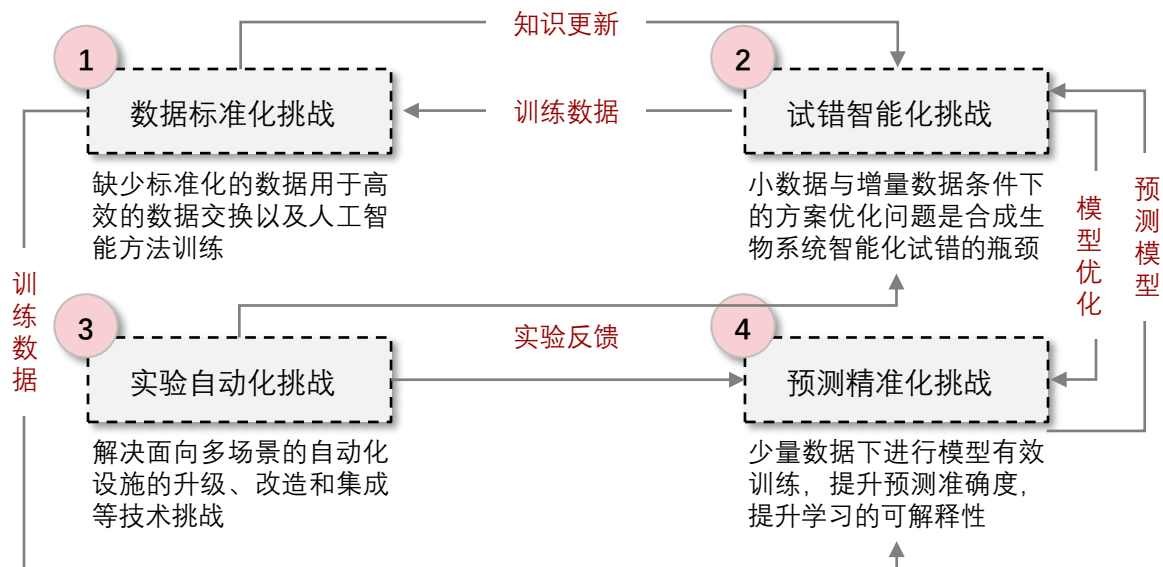 知识更新
1
数据标准化挑战
2
试错智能化挑战
训练数据
缺少标准化的数据用于高
效的数据交换以及人工智
能方法训练
小数据与增量数据条件下
的方案优化问题是合成生
物系统智能化试错的瓶颈
模型优化
预测模型
训练数据
3
实验自动化挑战
实验反馈
4
预测精准化挑战
解决面向多场景的自动化
设施的升级、改造和集成
等技术挑战
少量数据下进行模型有效
训练，提升预测准确度，
提升学习的可解释性